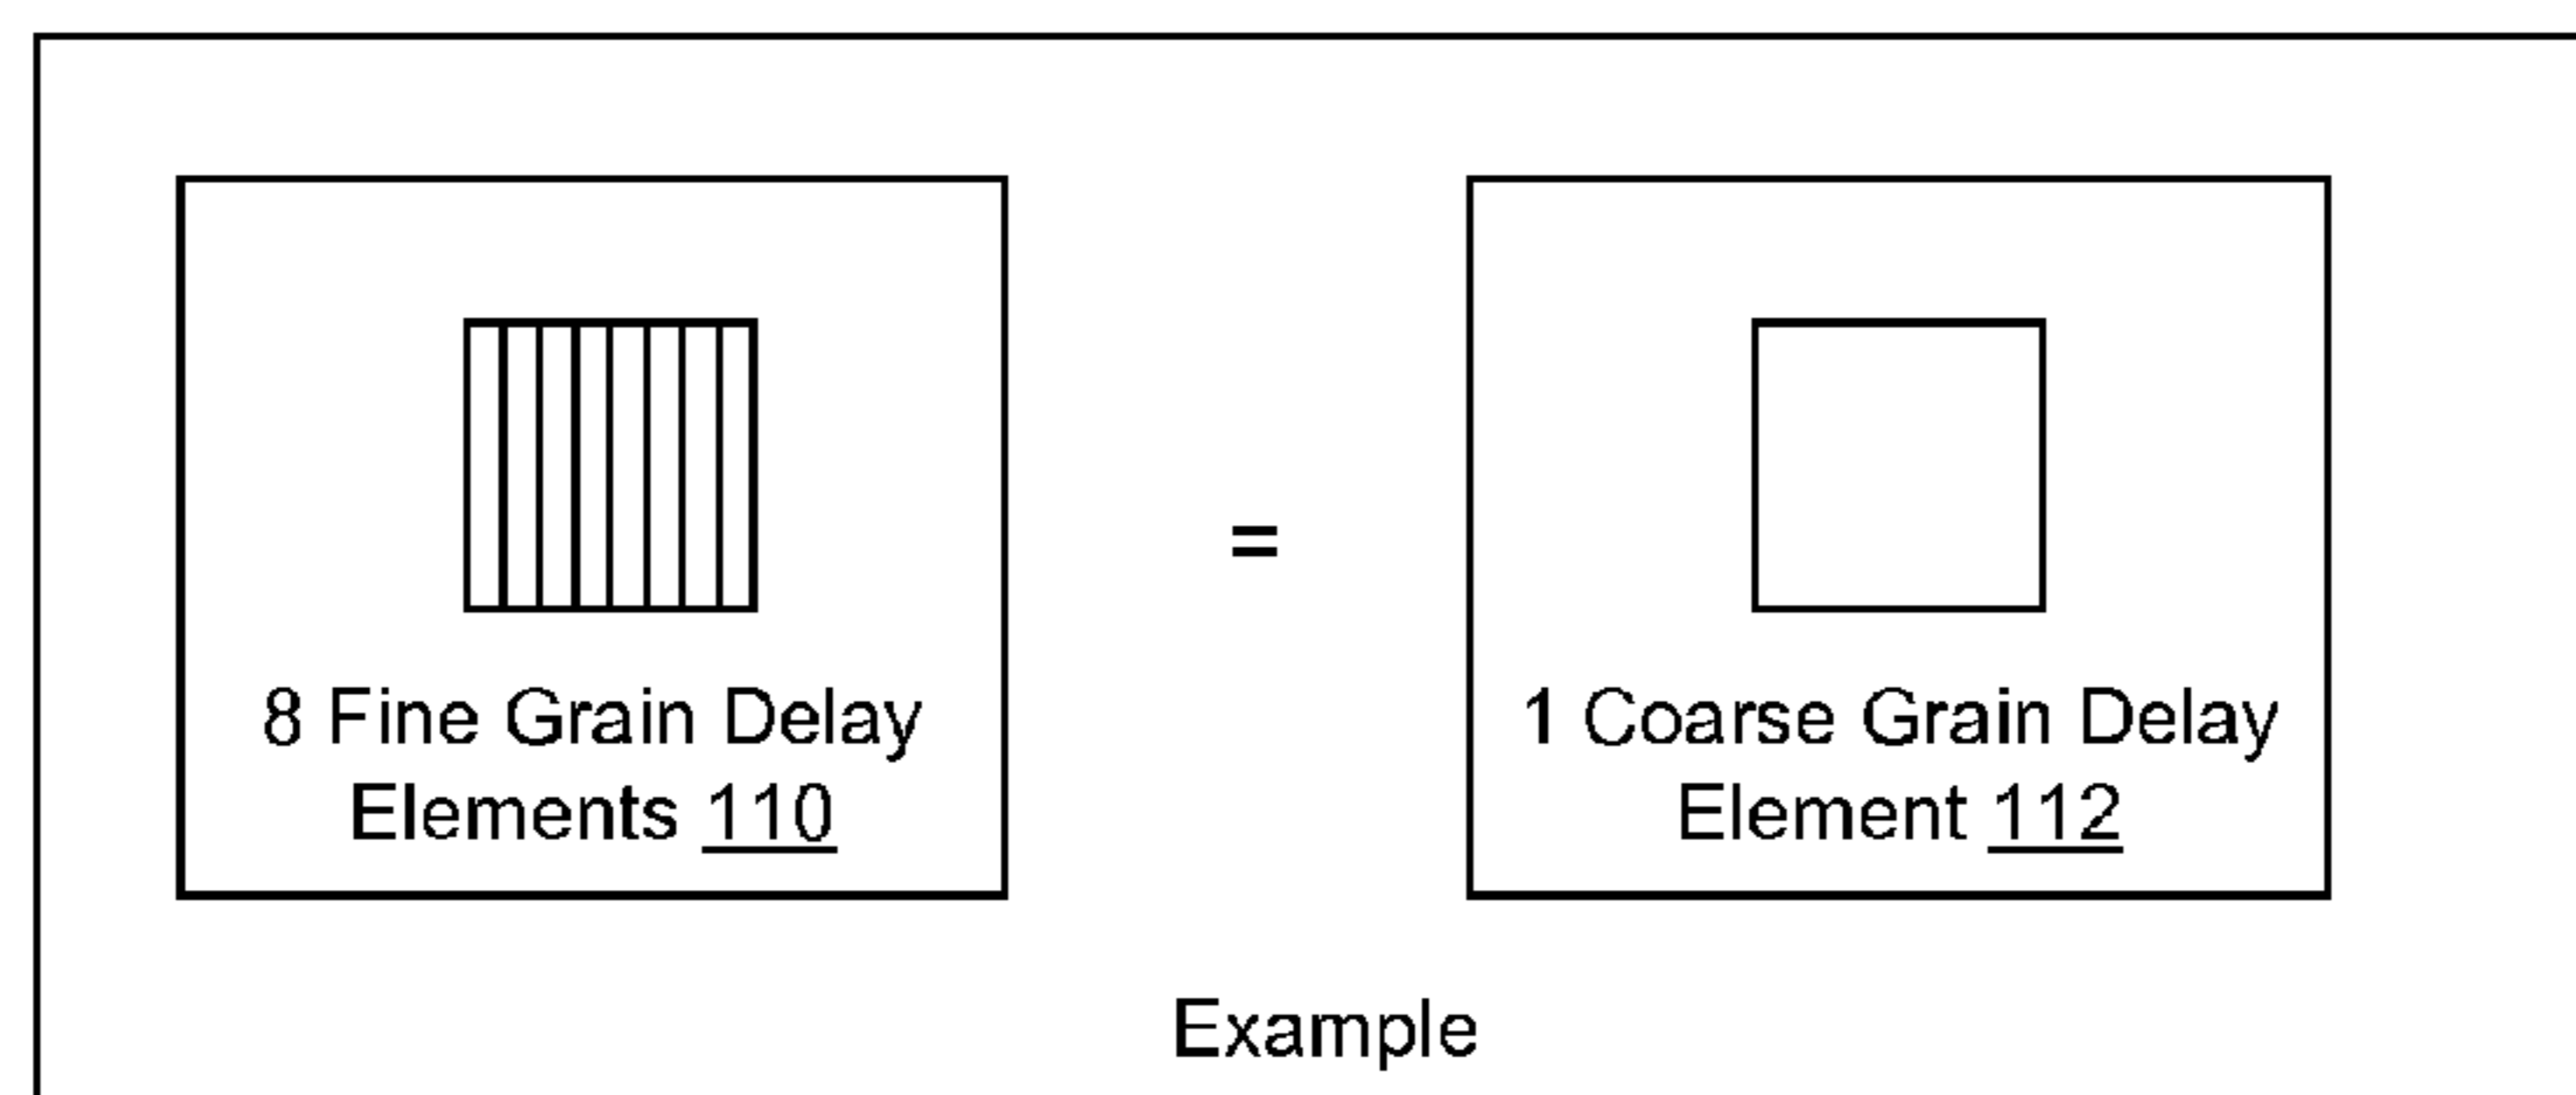 =
8 Fine Grain Delay
Elements 110
1 Coarse Grain Delay
Element 112
Example